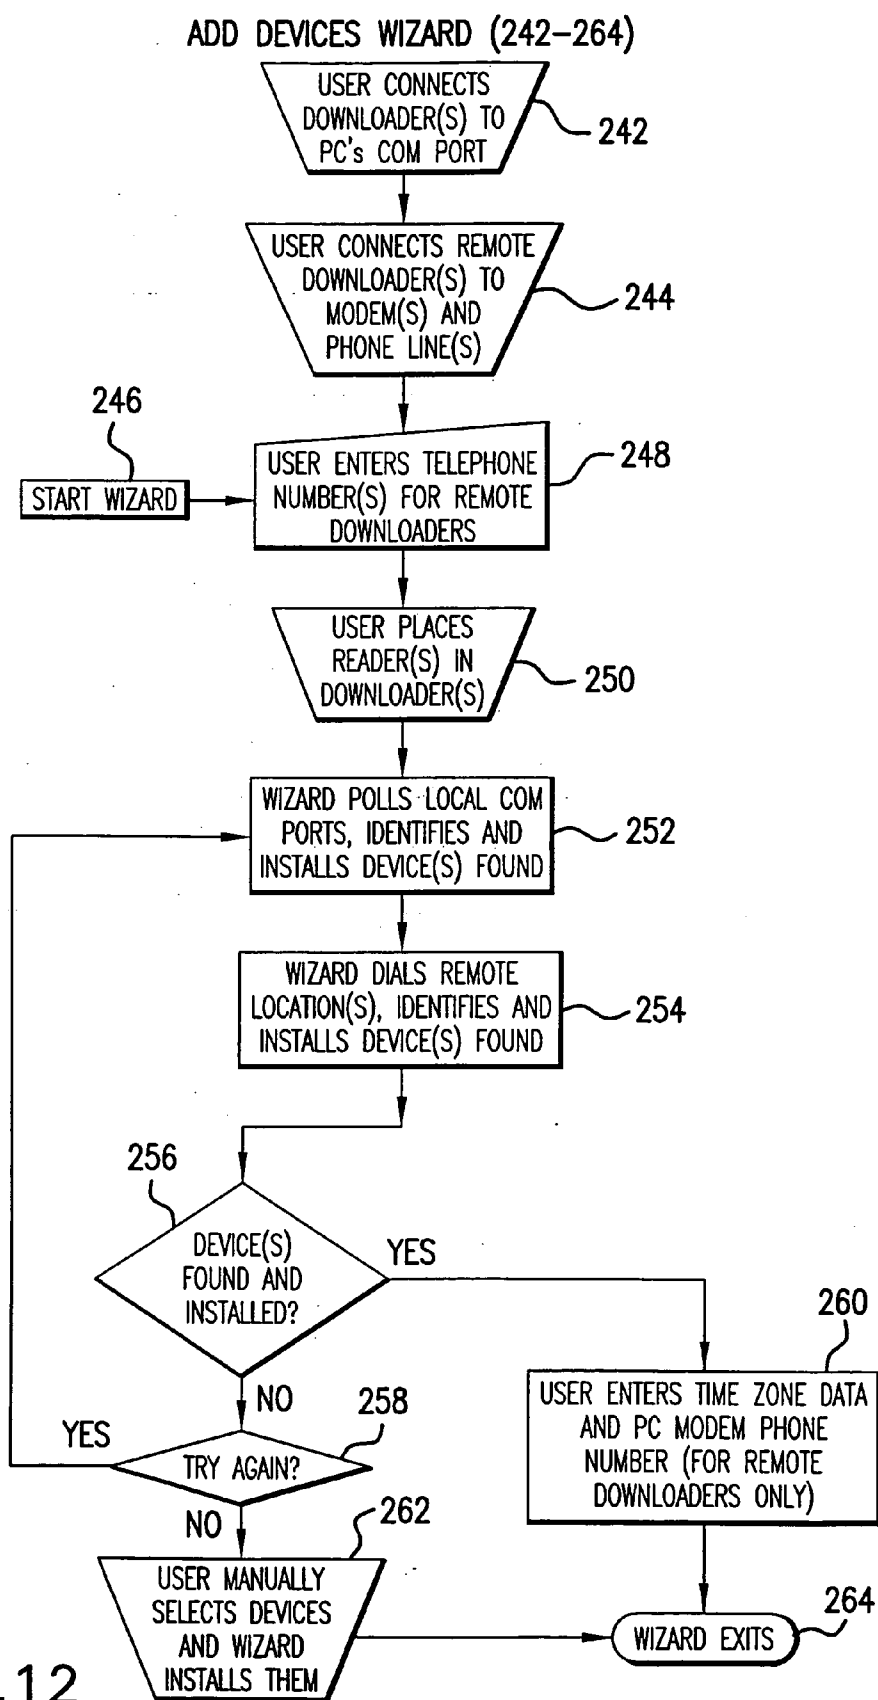 ADD DEVICES WIZARD (242-264)
USER CONNECTS
DOWNLOADER(S) TO
PC's COM PORT
242
USER CONNECTS REMOTE
DOWNLOADER(S) TO
MODEM(S) AND
PHONE LINE(S)
244
246
START WIZARD
USER ENTERS TELEPHONE
NUMBER(S) FOR REMOTE
DOWNLOADERS
248
USER PLACES
READER(S) IN
DOWNLOADER(S)
250
WIZARD POLLS LOCAL COM
PORTS, IDENTIFIES AND
INSTALLS DEVICE(S) FOUND
252
WIZARD DIALS REMOTE
LOCATION(S), IDENTIFIES AND
INSTALLS DEVICE(S) FOUND
254
256
DEVICE(S)
FOUND AND
INSTALLED?
YES
NO
260
USER ENTERS TIME ZONE DATA
AND PC MODEM PHONE
NUMBER (FOR REMOTE
DOWNLOADERS ONLY)
258
YES
TRY AGAIN?
NO
262
USER MANUALLY
SELECTS DEVICES
AND WIZARD
INSTALLS THEM
264
WIZARD EXITS
.12